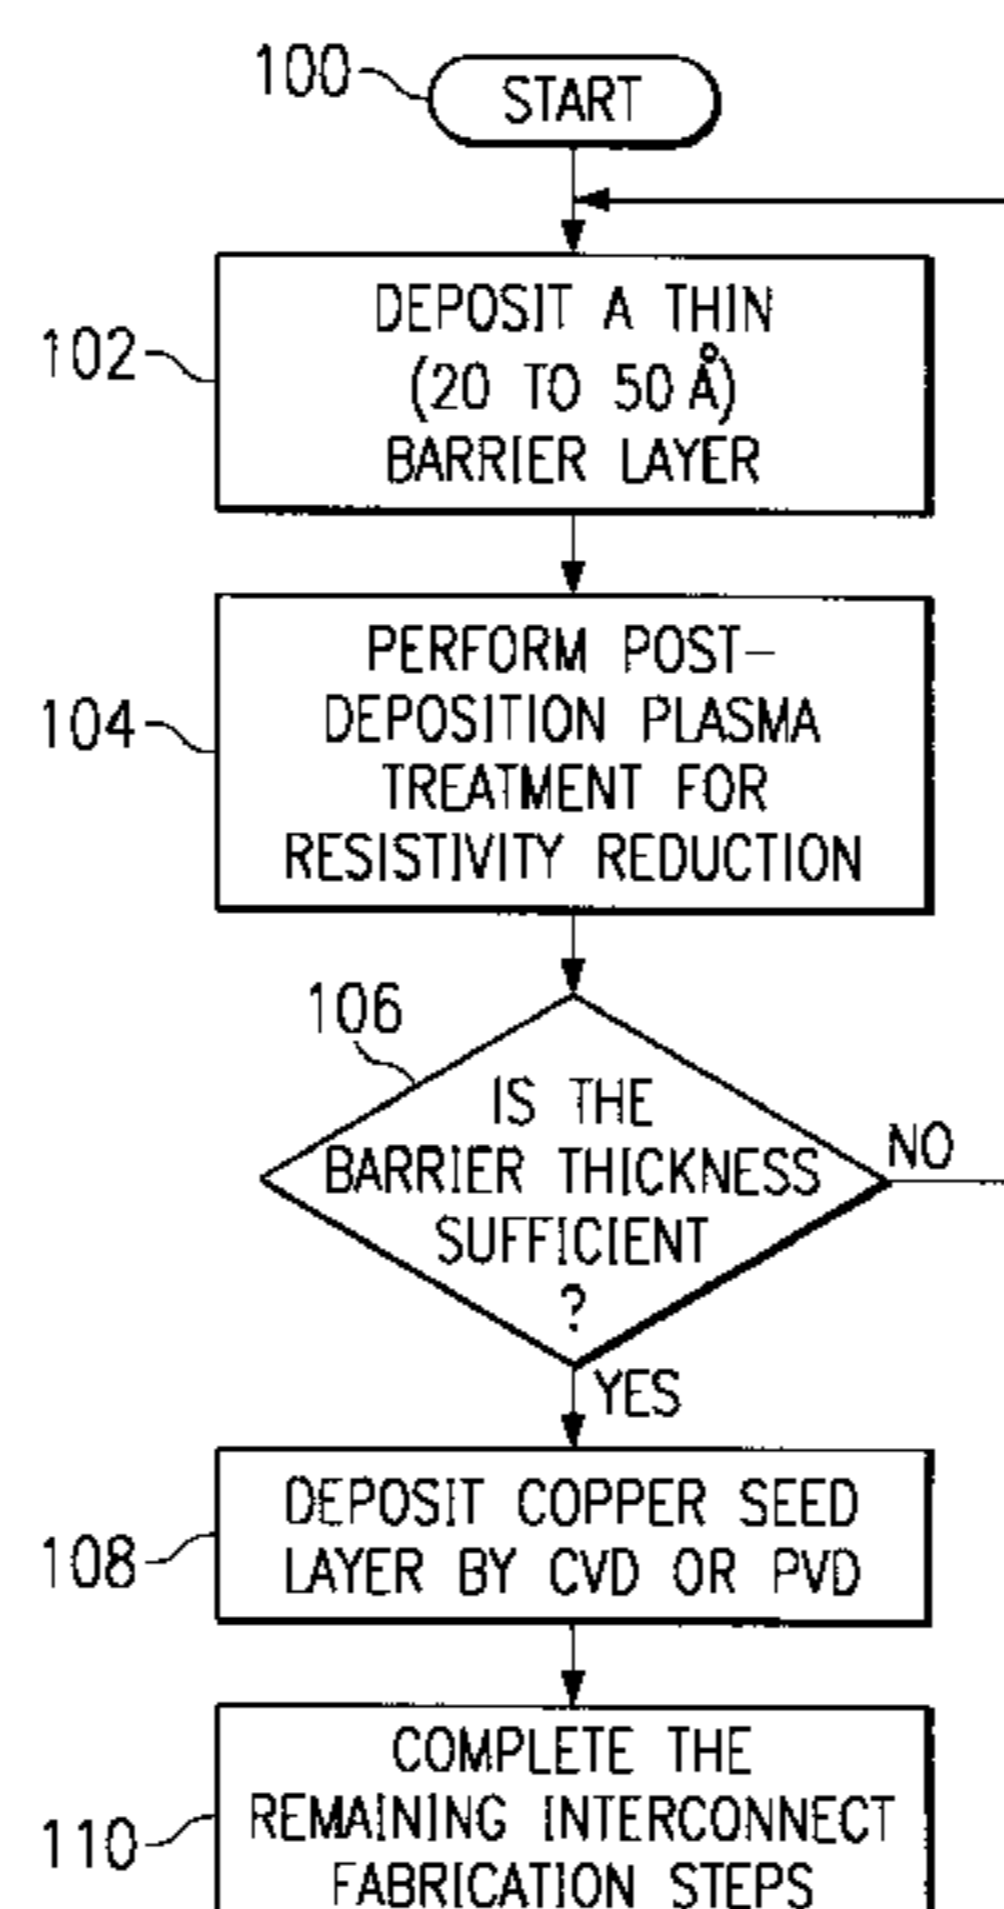 100
START
102
DEPOSIT A THIN
(20 TO 50 Å)
BARRIER LAYER
104
PERFORM POST-
DEPOSITION PLASMA
TREATMENT FOR
RESISTIVITY REDUCTION
106
IS THE
BARRIER THICKNESS
SUFFICIENT
?
NO
YES
108
DEPOSIT COPPER SEED
LAYER BY CVD OR PVD
110
COMPLETE THE
REMAINING INTERCONNECT
FABRICATION STEPS